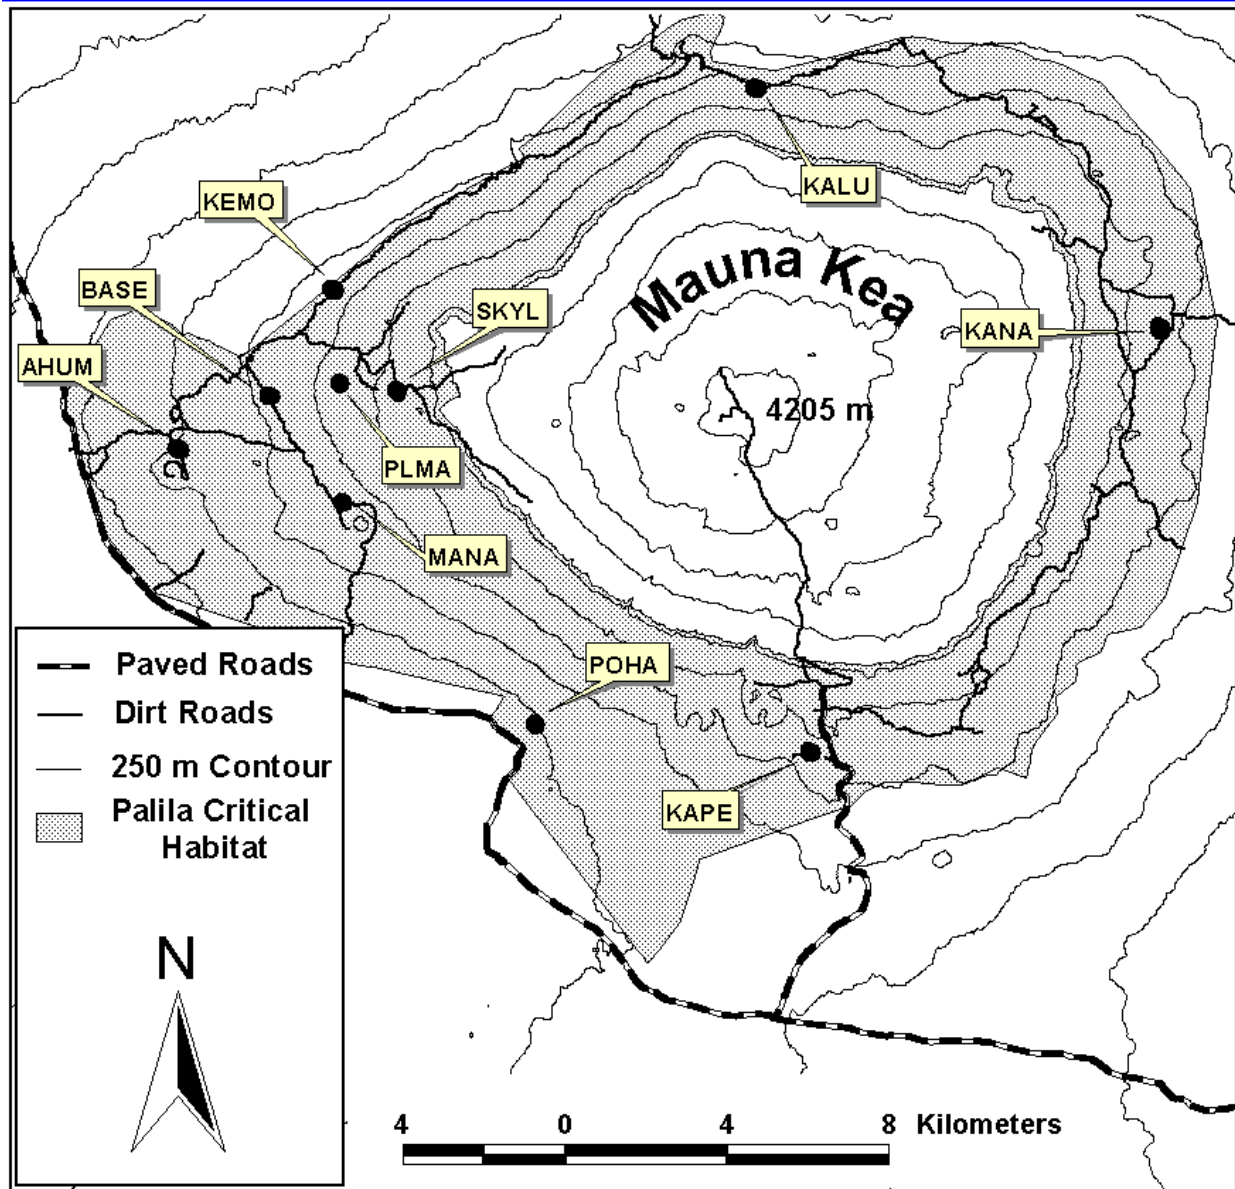 KALU
KEMO
BASE
SKYL
Mauna Kea
KANA
AHUM
4205 m
PLMA
MANA
POHA
KAPE
Paved Roads
Dirt Roads
250 m Contour
Palila Critical
Habitat
N
4 0 4 8 Kilometers